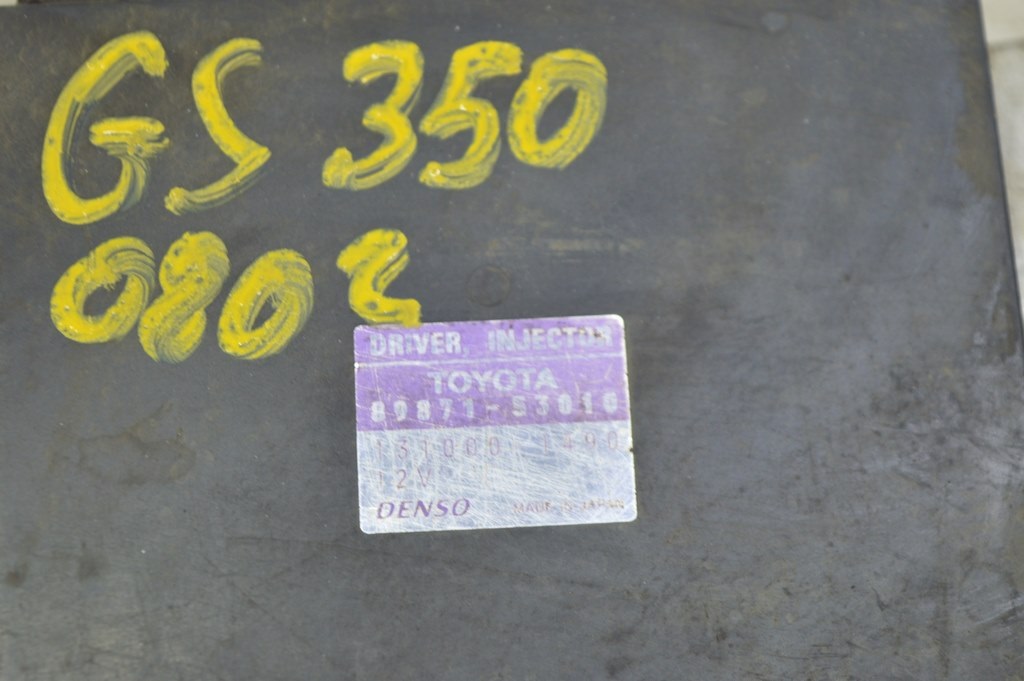 GS 350
0802
DRIVER, INJECTOR
TOYOTA
89871-53010
131000-1490
12V
DENSO MADE IN JAPAN